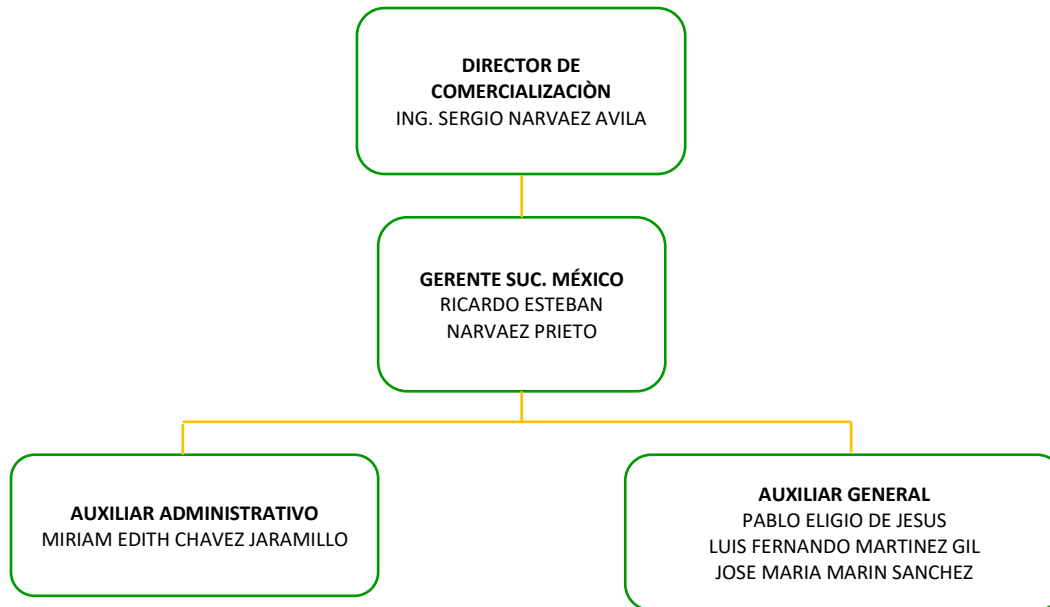 DIRECTOR DE
COMERCIALIZACIÒN
ING. SERGIO NARVAEZ AVILA
GERENTE SUC. MÉXICO
RICARDO ESTEBAN
NARVAEZ PRIETO
AUXILIAR ADMINISTRATIVO
MIRIAM EDITH CHAVEZ JARAMILLO
AUXILIAR GENERAL
PABLO ELIGIO DE JESUS
LUIS FERNANDO MARTINEZ GIL
JOSE MARIA MARIN SANCHEZ